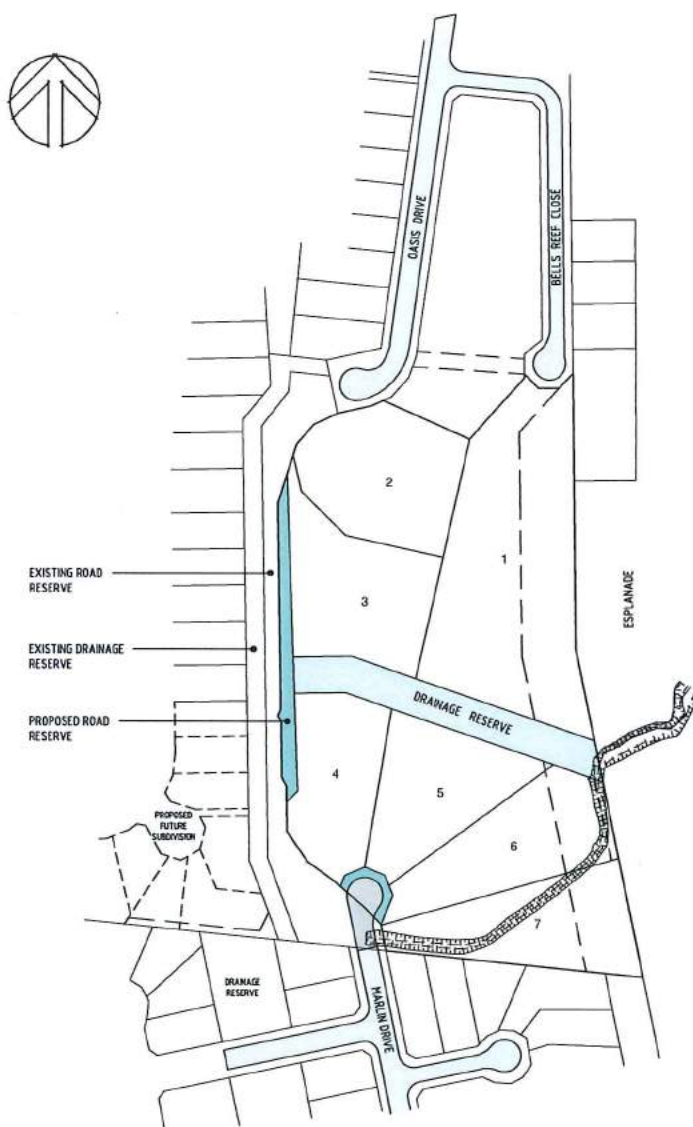 OASIS DRIVE
BELLS REEF CLOSE
2
1
EXISTING ROAD
RESERVE
3
ESPLANADE
EXISTING DRAINAGE
RESERVE
DRAINAGE RESERVE
PROPOSED ROAD
RESERVE
4
5
PROPOSED
FUTURE
SUBDIVISION
6
7
DRAINAGE
RESERVE
MARLIN DRIVE